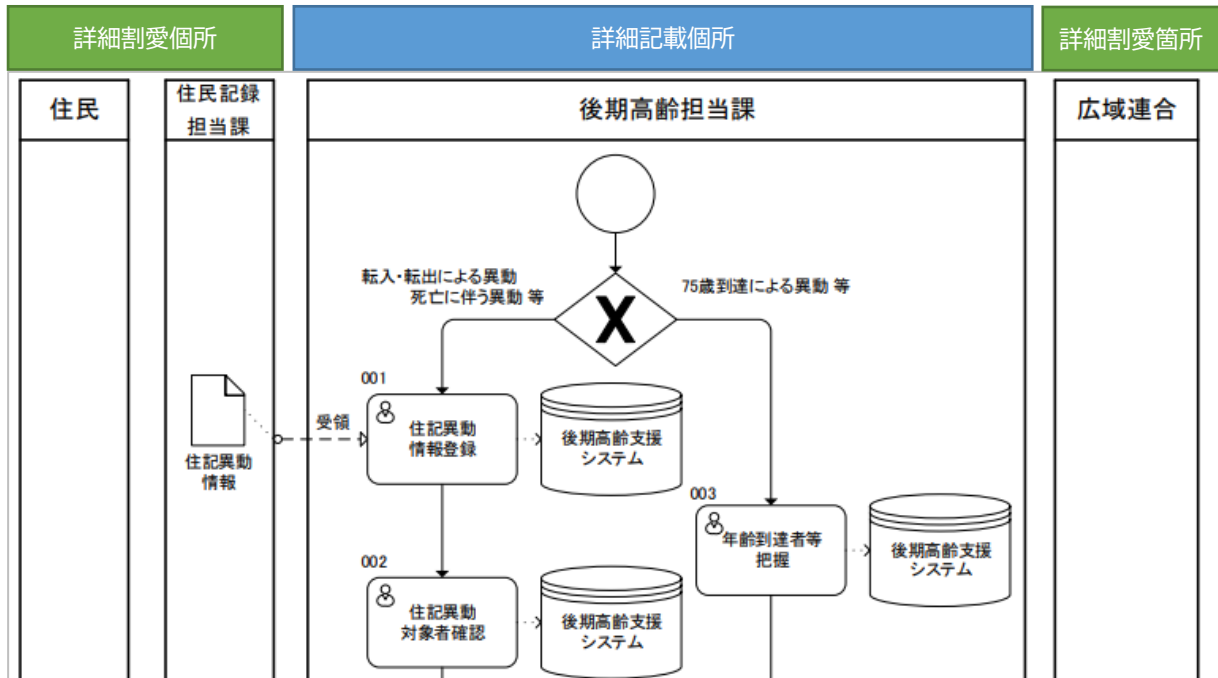 詳細割愛個所
詳細記載個所
詳細割愛箇所
住民
住民記録
担当課
後期高齢担当課
広域連合
転入・転出による異動
死亡に伴う異動 等
75歳到達による異動 等
X
001
受領
住記異動
情報登録
後期高齢支援
システム
住記異動
情報
003
年齢到達者等
把握
後期高齢支援
システム
002
住記異動
対象者確認
後期高齢支援
システム